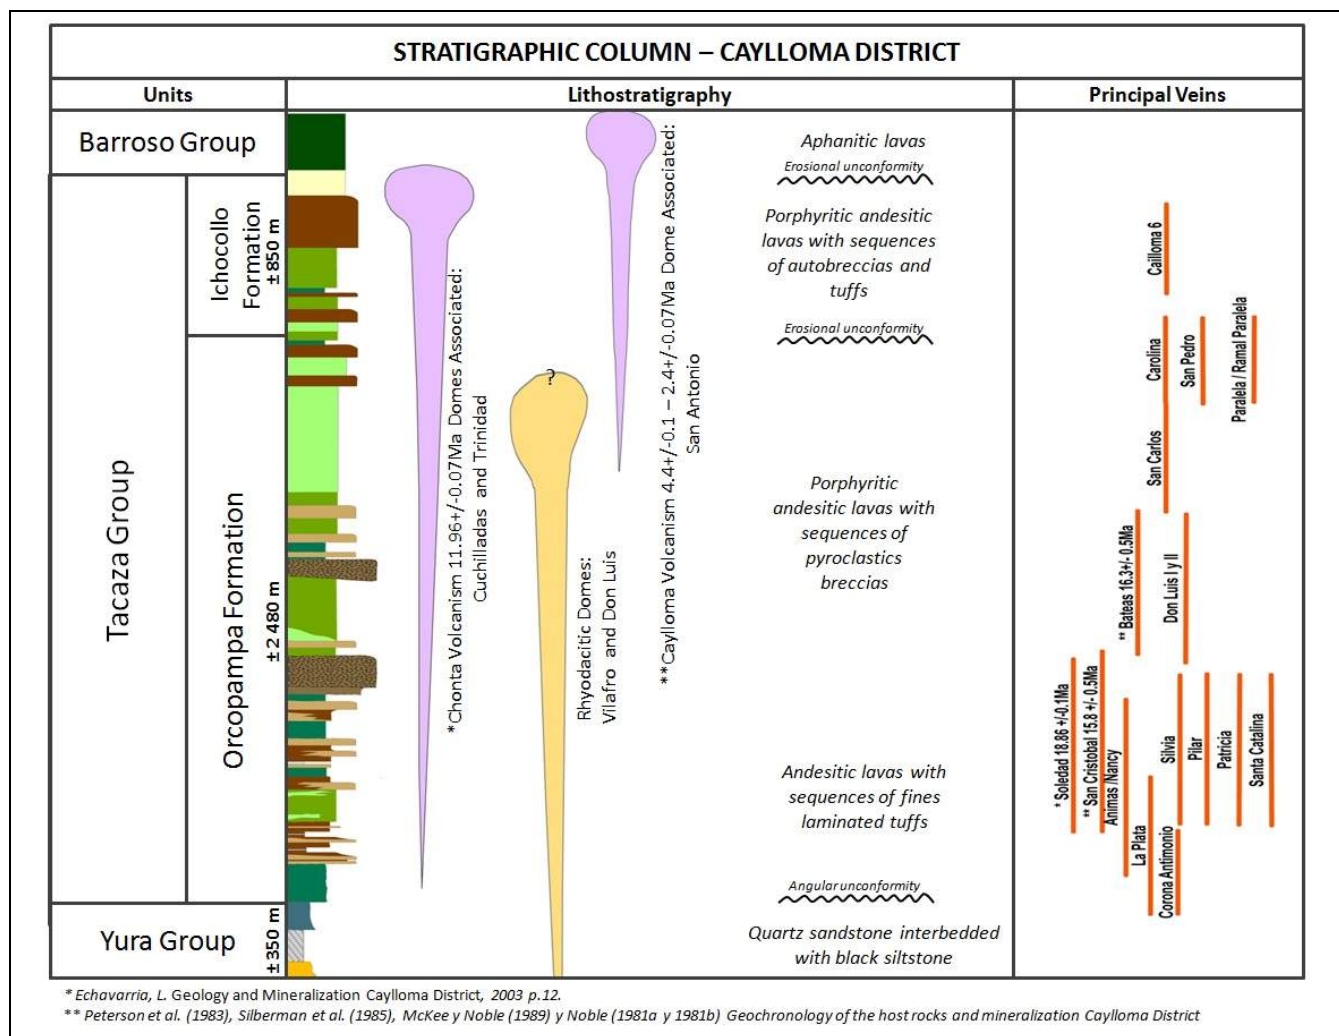 STRATIGRAPHIC COLUMN – CAYLLOMA DISTRICT
Units
Lithostratigraphy
Principal Veins
Barroso Group
Tacaza Group
Ichocollo
Formation
± 850 m
Orcopampa Formation
± 2 480 m
Yura Group
± 350 m
*Chonta Volcanism 11.96+/-0.07Ma Domes Associated:
Cuchilladas and Trinidad
?
Rhyodacitic Domes:
Vilafro and Don Luis
**Caylloma Volcanism 4.4+/-0.1 – 2.4+/-0.07Ma Dome Associated:
San Antonio
Aphanitic lavas
Erosional unconformity
Porphyritic andesitic
lavas with sequences
of autobreccias and
tuffs
Erosional unconformity
Porphyritic
andesitic lavas with
sequences of
pyroclastics
breccias
Andesitic lavas with
sequences of fines
laminated tuffs
Angular unconformity
Quartz sandstone interbedded
with black siltstone
Cailloma 6
Carolina
San Pedro
Paralela / Ramal Paralela
San Carlos
** Bateas 16.3+/- 0.5Ma
Don Luis I y II
* Soledad 18.86 +/-0.1Ma
** San Cristobal 15.8 +/- 0.5Ma
Animas /Nancy
La Plata
Corona Antimonio
Silvia
Pilar
Patricia
Santa Catalina
* Echavarria, L. Geology and Mineralization Caylloma District, 2003 p.12.
** Peterson et al. (1983), Silberman et al. (1985), McKee y Noble (1989) y Noble (1981a y 1981b) Geochronology of the host rocks and mineralization Caylloma District